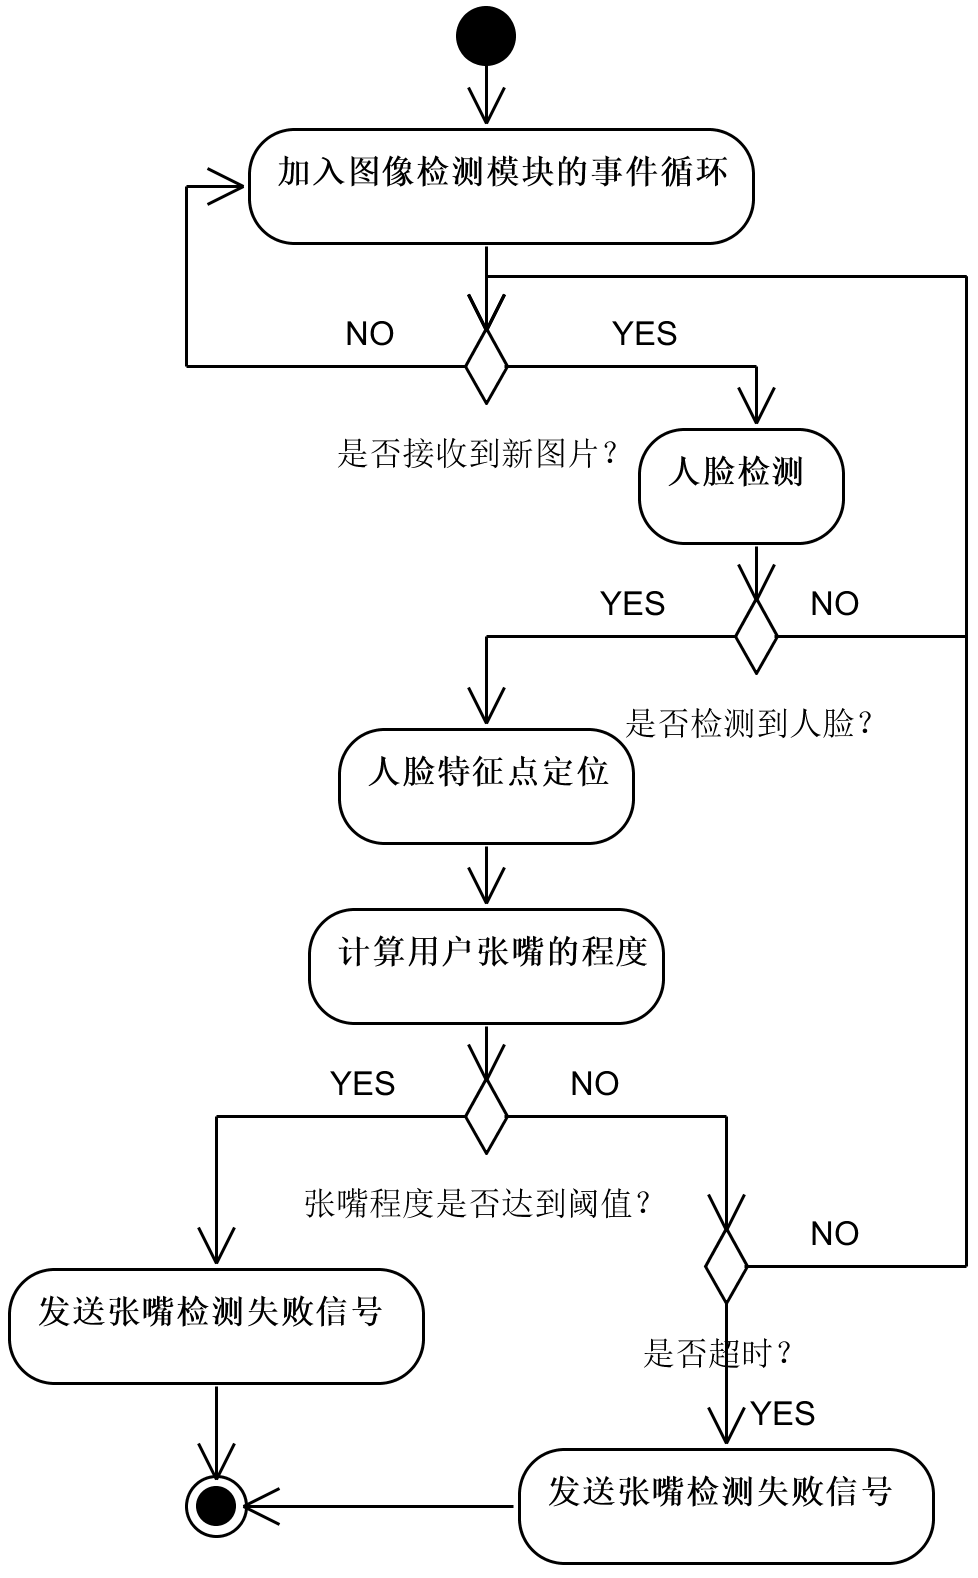 加入图像检测模块的事件循环
NO
YES
是否接收到新图片？
人脸检测
YES
NO
是否检测到人脸？
人脸特征点定位
计算用户张嘴的程度
YES
NO
张嘴程度是否达到阈值？
NO
发送张嘴检测失败信号
是否超时？
YES
发送张嘴检测失败信号